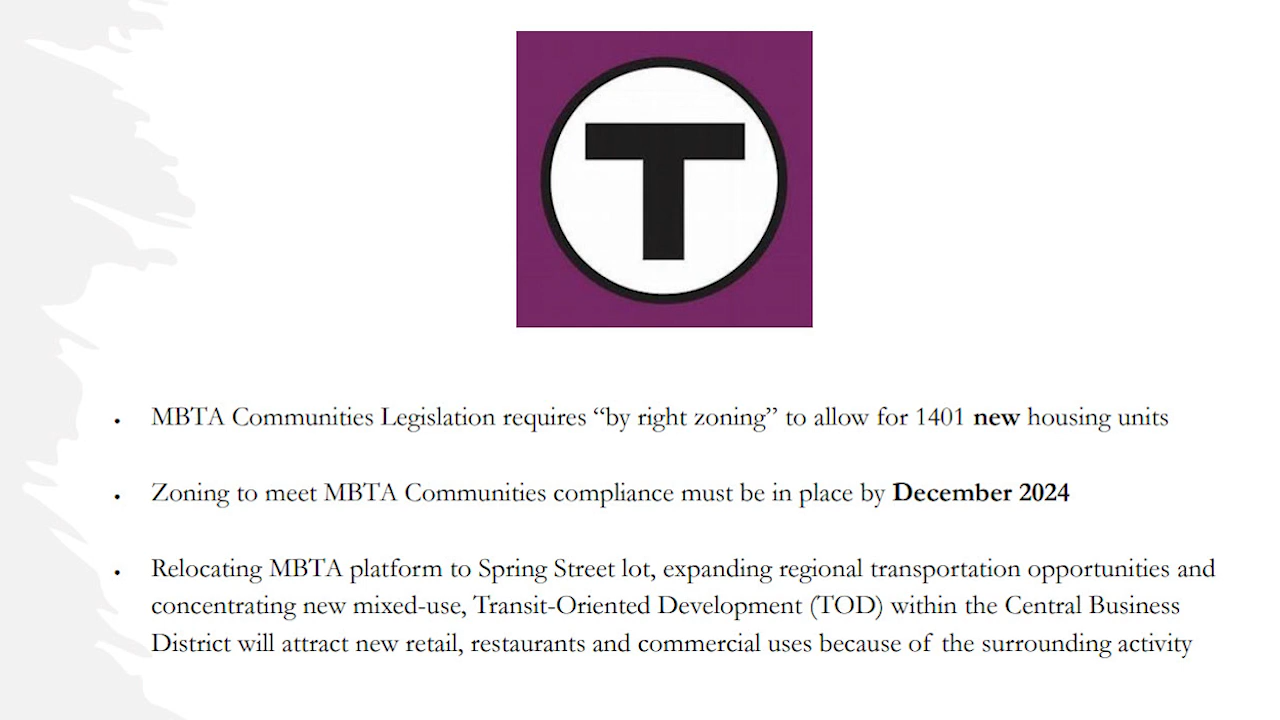 T
MBTA Communities Legislation requires “by right zoning” to allow for 1401 new housing units
Zoning to meet MBTA Communities compliance must be in place by December 2024
Relocating MBTA platform to Spring Street lot, expanding regional transportation opportunities and
concentrating new mixed-use, Transit-Oriented Development (TOD) within the Central Business
District will attract new retail, restaurants and commercial uses because of the surrounding activity